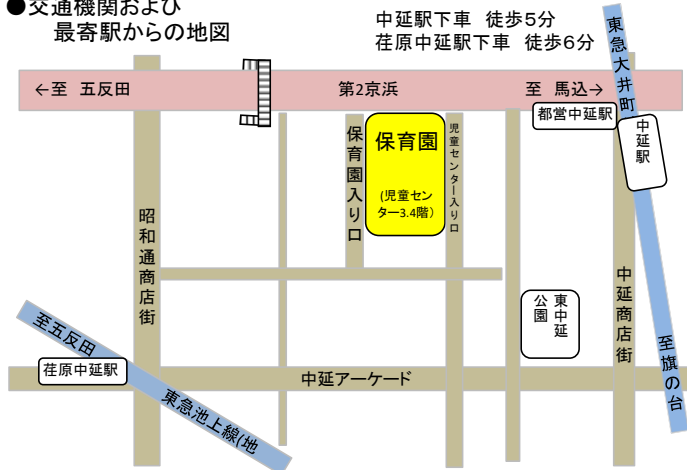 ●交通機関および
最寄駅からの地図
中延駅下車 徒歩5分
荏原中延駅下車 徒歩6分
東急大井町
←至 五反田
第2京浜
至 馬込→
都営中延駅
中延駅
保育園入り口
保育園
(児童セン
ター3.4階)
児童センター入り口
昭和通商店街
中延商店街
東中延
公園
至五反田
荏原中延駅
中延アーケード
東急池上線(地
至旗の台